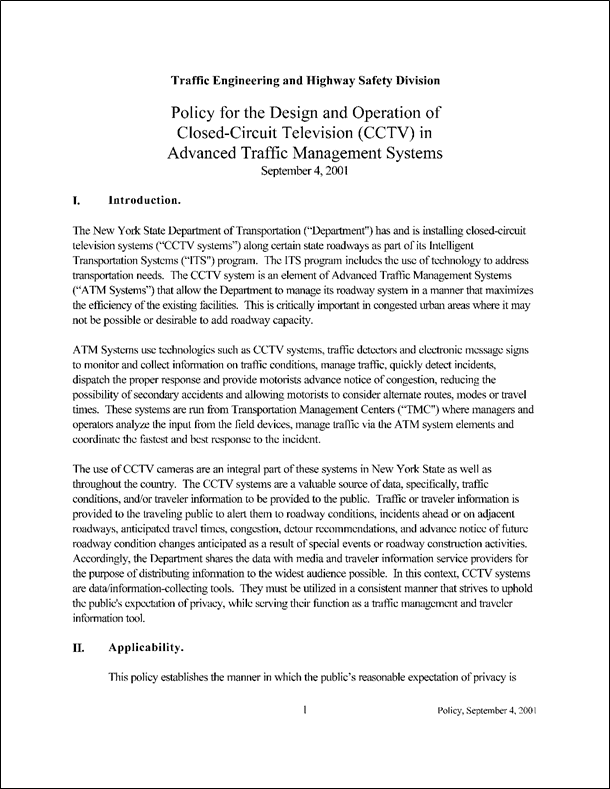 Traffic Engineering and Highway Safety Division
Policy for the Design and Operation of
Closed-Circuit Television (CCTV) in
Advanced Traffic Management Systems
September 4, 2001
I. Introduction.
The New York State Department of Transportation (“Department") has and is installing closed-circuit
television systems (“CCTV systems”) along certain state roadways as part of its Intelligent
Transportation Systems (“ITS") program. The ITS program includes the use of technology to address
transportation needs. The CCTV system is an element of Advanced Traffic Management Systems
(“ATM Systems”) that allow the Department to manage its roadway system in a manner that maximizes
the efficiency of the existing facilities. This is critically important in congested urban areas where it may
not be possible or desirable to add roadway capacity.
ATM Systems use technologies such as CCTV systems, traffic detectors and electronic message signs
to monitor and collect information on traffic conditions, manage traffic, quickly detect incidents,
dispatch the proper response and provide motorists advance notice of congestion, reducing the
possibility of secondary accidents and allowing motorists to consider alternate routes, modes or travel
times. These systems are run from Transportation Management Centers (“TMC") where managers and
operators analyze the input from the field devices, manage traffic via the ATM system elements and
coordinate the fastest and best response to the incident.
The use of CCTV cameras are an integral part of these systems in New York State as well as
throughout the country. The CCTV systems are a valuable source of data, specifically, traffic
conditions, and/or traveler information to be provided to the public. Traffic or traveler information is
provided to the traveling public to alert them to roadway conditions, incidents ahead or on adjacent
roadways, anticipated travel times, congestion, detour recommendations, and advance notice of future
roadway condition changes anticipated as a result of special events or roadway construction activities.
Accordingly, the Department shares the data with media and traveler information service providers for
the purpose of distributing information to the widest audience possible. In this context, CCTV systems
are data/information-collecting tools. They must be utilized in a consistent manner that strives to uphold
the public's expectation of privacy, while serving their function as a traffic management and traveler
information tool.
II. Applicability.
This policy establishes the manner in which the public’s reasonable expectation of privacy is
1 Policy, September 4, 2001